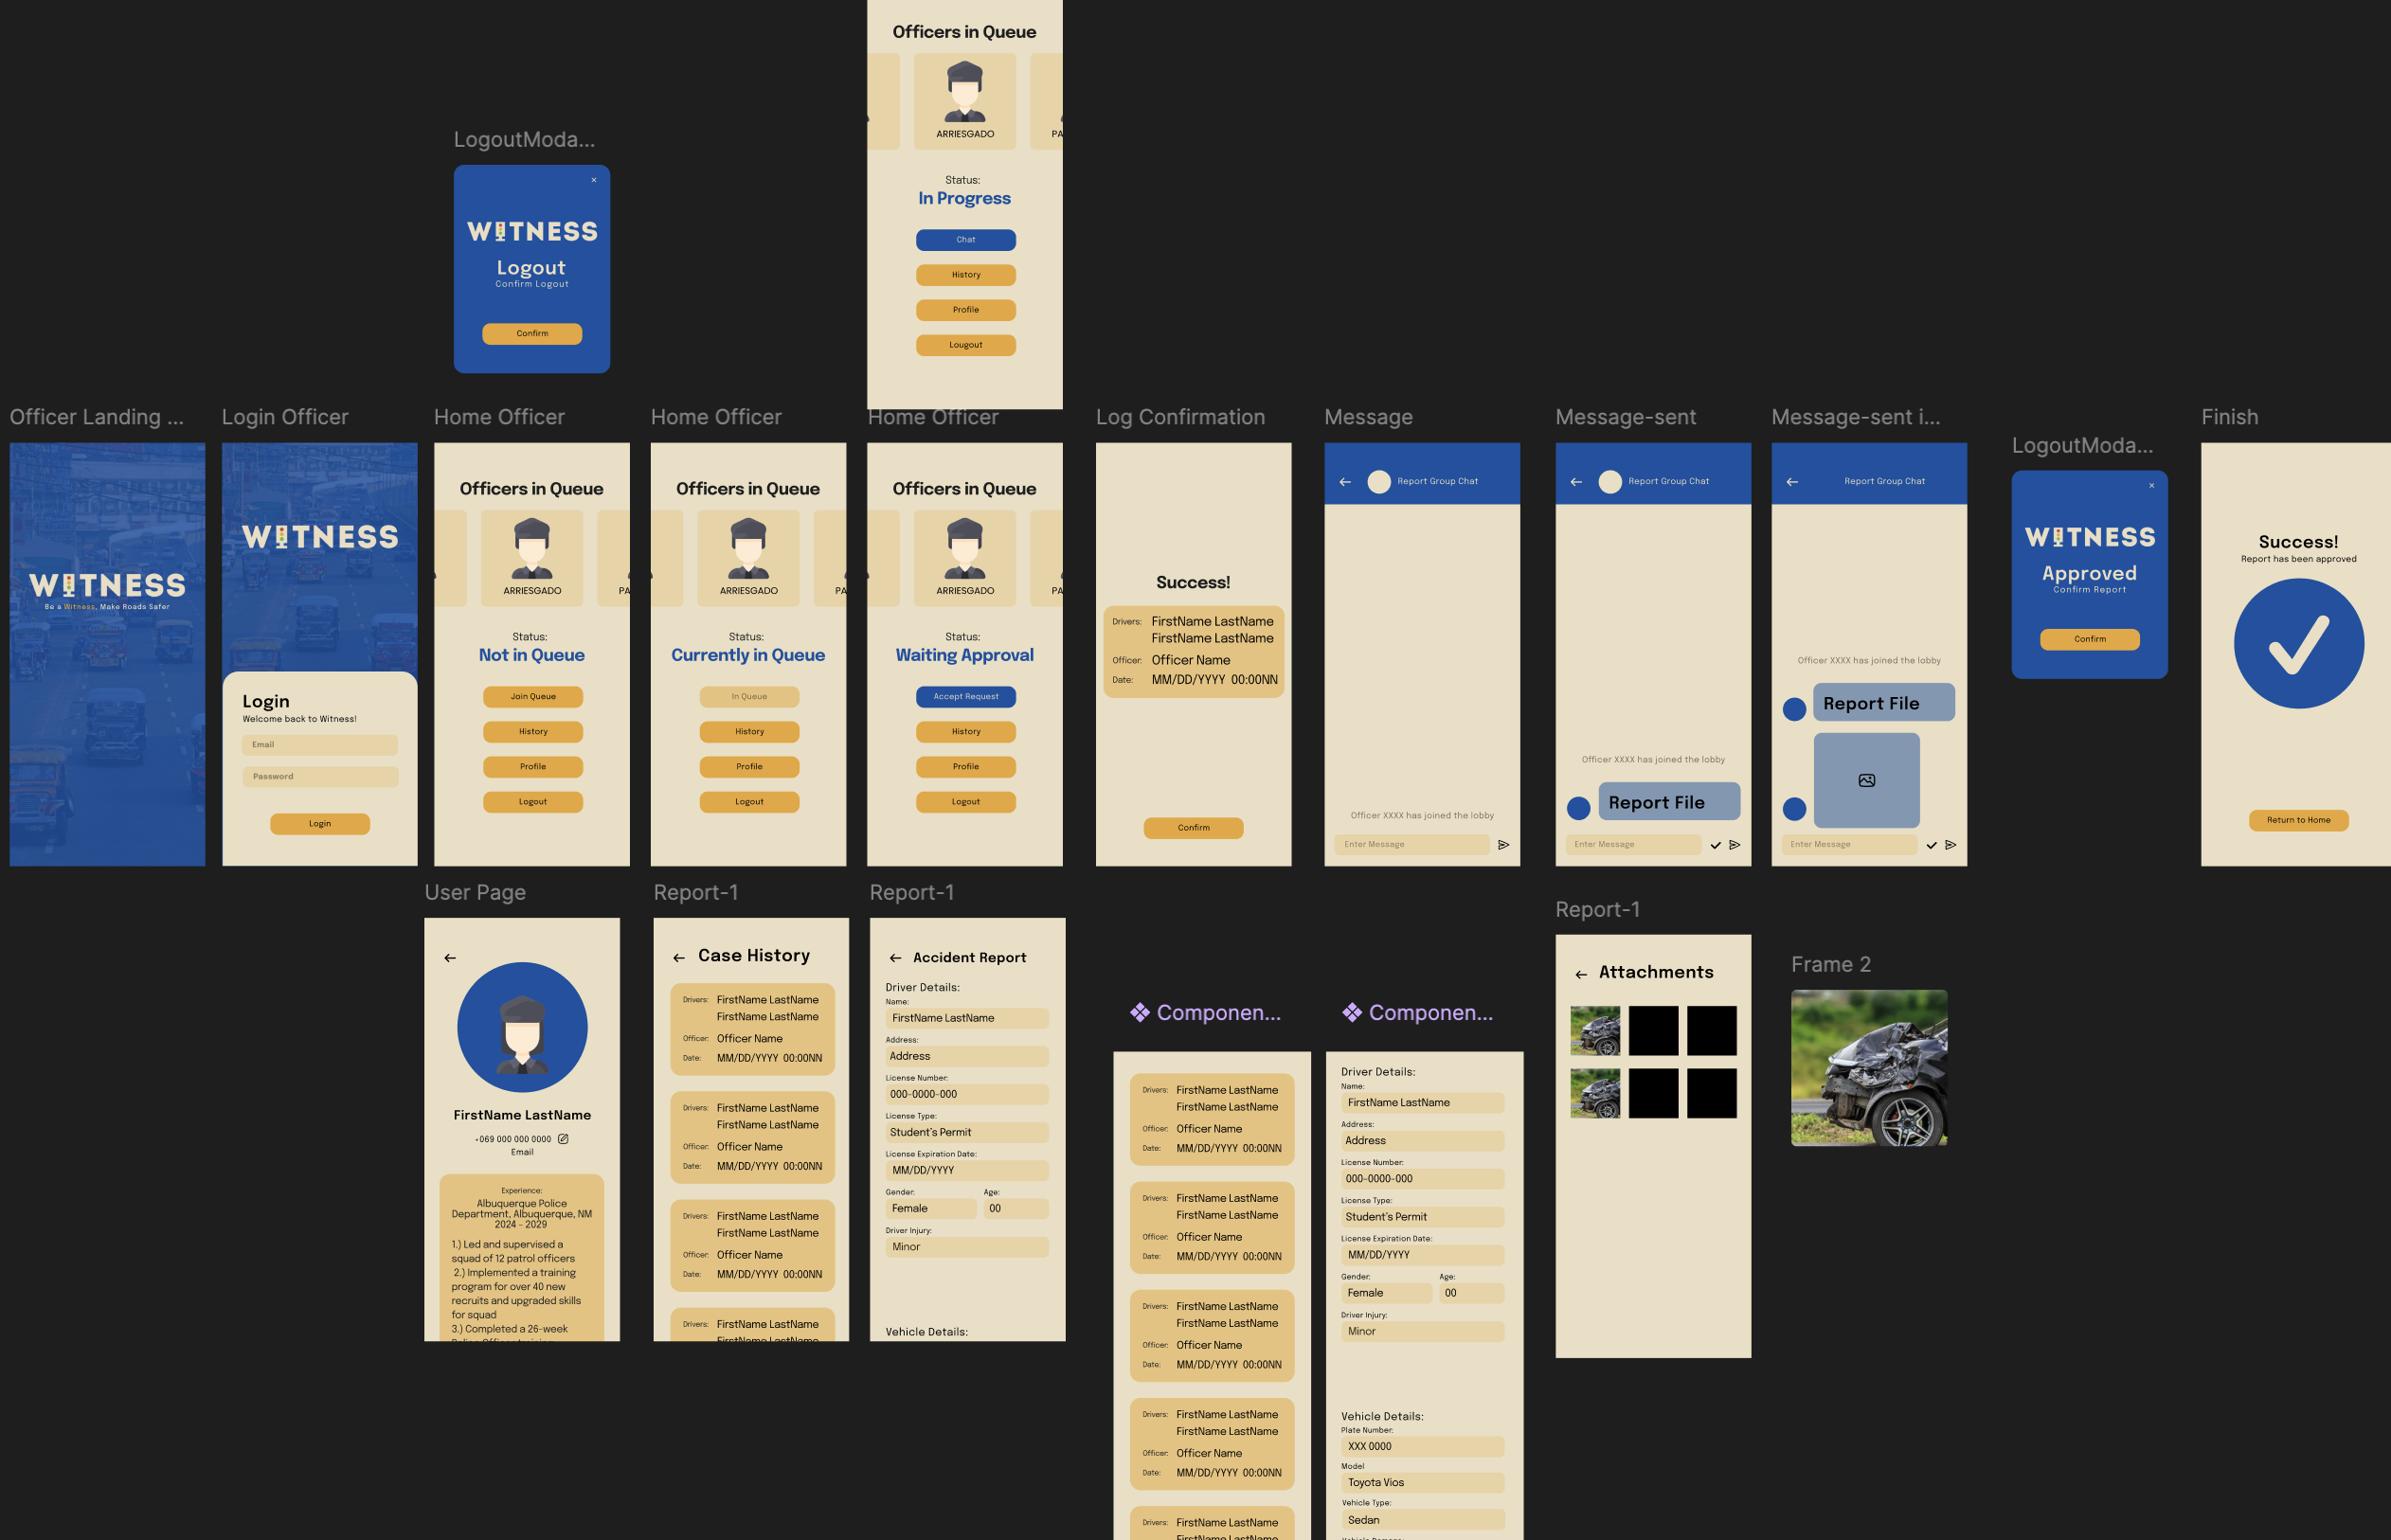 Officers in Queue
ARRIESGADO
PA
Status:
In Progress
Chat
History
Profile
Lougout
LogoutModa...
×
WITNESS
Logout
Confirm Logout
Confirm
Officer Landing ...
WITNESS
Be a Witness, Make Roads Safer
Login Officer
WITNESS
Login
Welcome back to Witness!
Email
Password
Login
Home Officer
Officers in Queue
ARRIESGADO
PA
Status:
Not in Queue
Join Queue
History
Profile
Logout
Home Officer
Officers in Queue
ARRIESGADO
PA
Status:
Currently in Queue
In Queue
History
Profile
Logout
Home Officer
Officers in Queue
ARRIESGADO
PA
Status:
Waiting Approval
Accept Request
History
Profile
Logout
Log Confirmation
Success!
Drivers: FirstName LastName
FirstName LastName
Officer: Officer Name
Date: MM/DD/YYYY 00:00NN
Confirm
Message
Report Group Chat
Officer XXXX has joined the lobby
Enter Message
Message-sent
Report Group Chat
Officer XXXX has joined the lobby
Report File
Enter Message
Message-sent i...
Report Group Chat
Officer XXXX has joined the lobby
Report File
Enter Message
LogoutModa...
×
WITNESS
Approved
Confirm Report
Confirm
Finish
Success!
Report has been approved
Return to Home
User Page
FirstName LastName
+069 000 000 0000
Email
Experience:
Albuquerque Police
Department, Albuquerque, NM
2024 - 2029
1.) Led and supervised a
squad of 12 patrol officers
2.) Implemented a training
program for over 40 new
recruits and upgraded skills
for squad
3.) Completed a 26-week
Report-1
Case History
Drivers: FirstName LastName
FirstName LastName
Officer: Officer Name
Date: MM/DD/YYYY 00:00NN
Drivers: FirstName LastName
FirstName LastName
Officer: Officer Name
Date: MM/DD/YYYY 00:00NN
Drivers: FirstName LastName
FirstName LastName
Officer: Officer Name
Date: MM/DD/YYYY 00:00NN
Drivers: FirstName LastName
FirstName LastName
Report-1
Accident Report
Driver Details:
Name:
FirstName LastName
Address:
Address
License Number:
000-0000-000
License Type:
Student's Permit
License Expiration Date:
MM/DD/YYYY
Gender: Age:
Female 00
Driver Injury:
Minor
Vehicle Details:
Componen...
Drivers: FirstName LastName
FirstName LastName
Officer: Officer Name
Date: MM/DD/YYYY 00:00NN
Drivers: FirstName LastName
FirstName LastName
Officer: Officer Name
Date: MM/DD/YYYY 00:00NN
Drivers: FirstName LastName
FirstName LastName
Officer: Officer Name
Date: MM/DD/YYYY 00:00NN
Drivers: FirstName LastName
FirstName LastName
Officer: Officer Name
Date: MM/DD/YYYY 00:00NN
Drivers: FirstName LastName
FirstName LastName
Componen...
Driver Details:
Name:
FirstName LastName
Address:
Address
License Number:
000-0000-000
License Type:
Student's Permit
License Expiration Date:
MM/DD/YYYY
Gender: Age:
Female 00
Driver Injury:
Minor
Vehicle Details:
Plate Number:
XXX 0000
Model
Toyota Vios
Vehicle Type:
Sedan
Report-1
Attachments
Frame 2